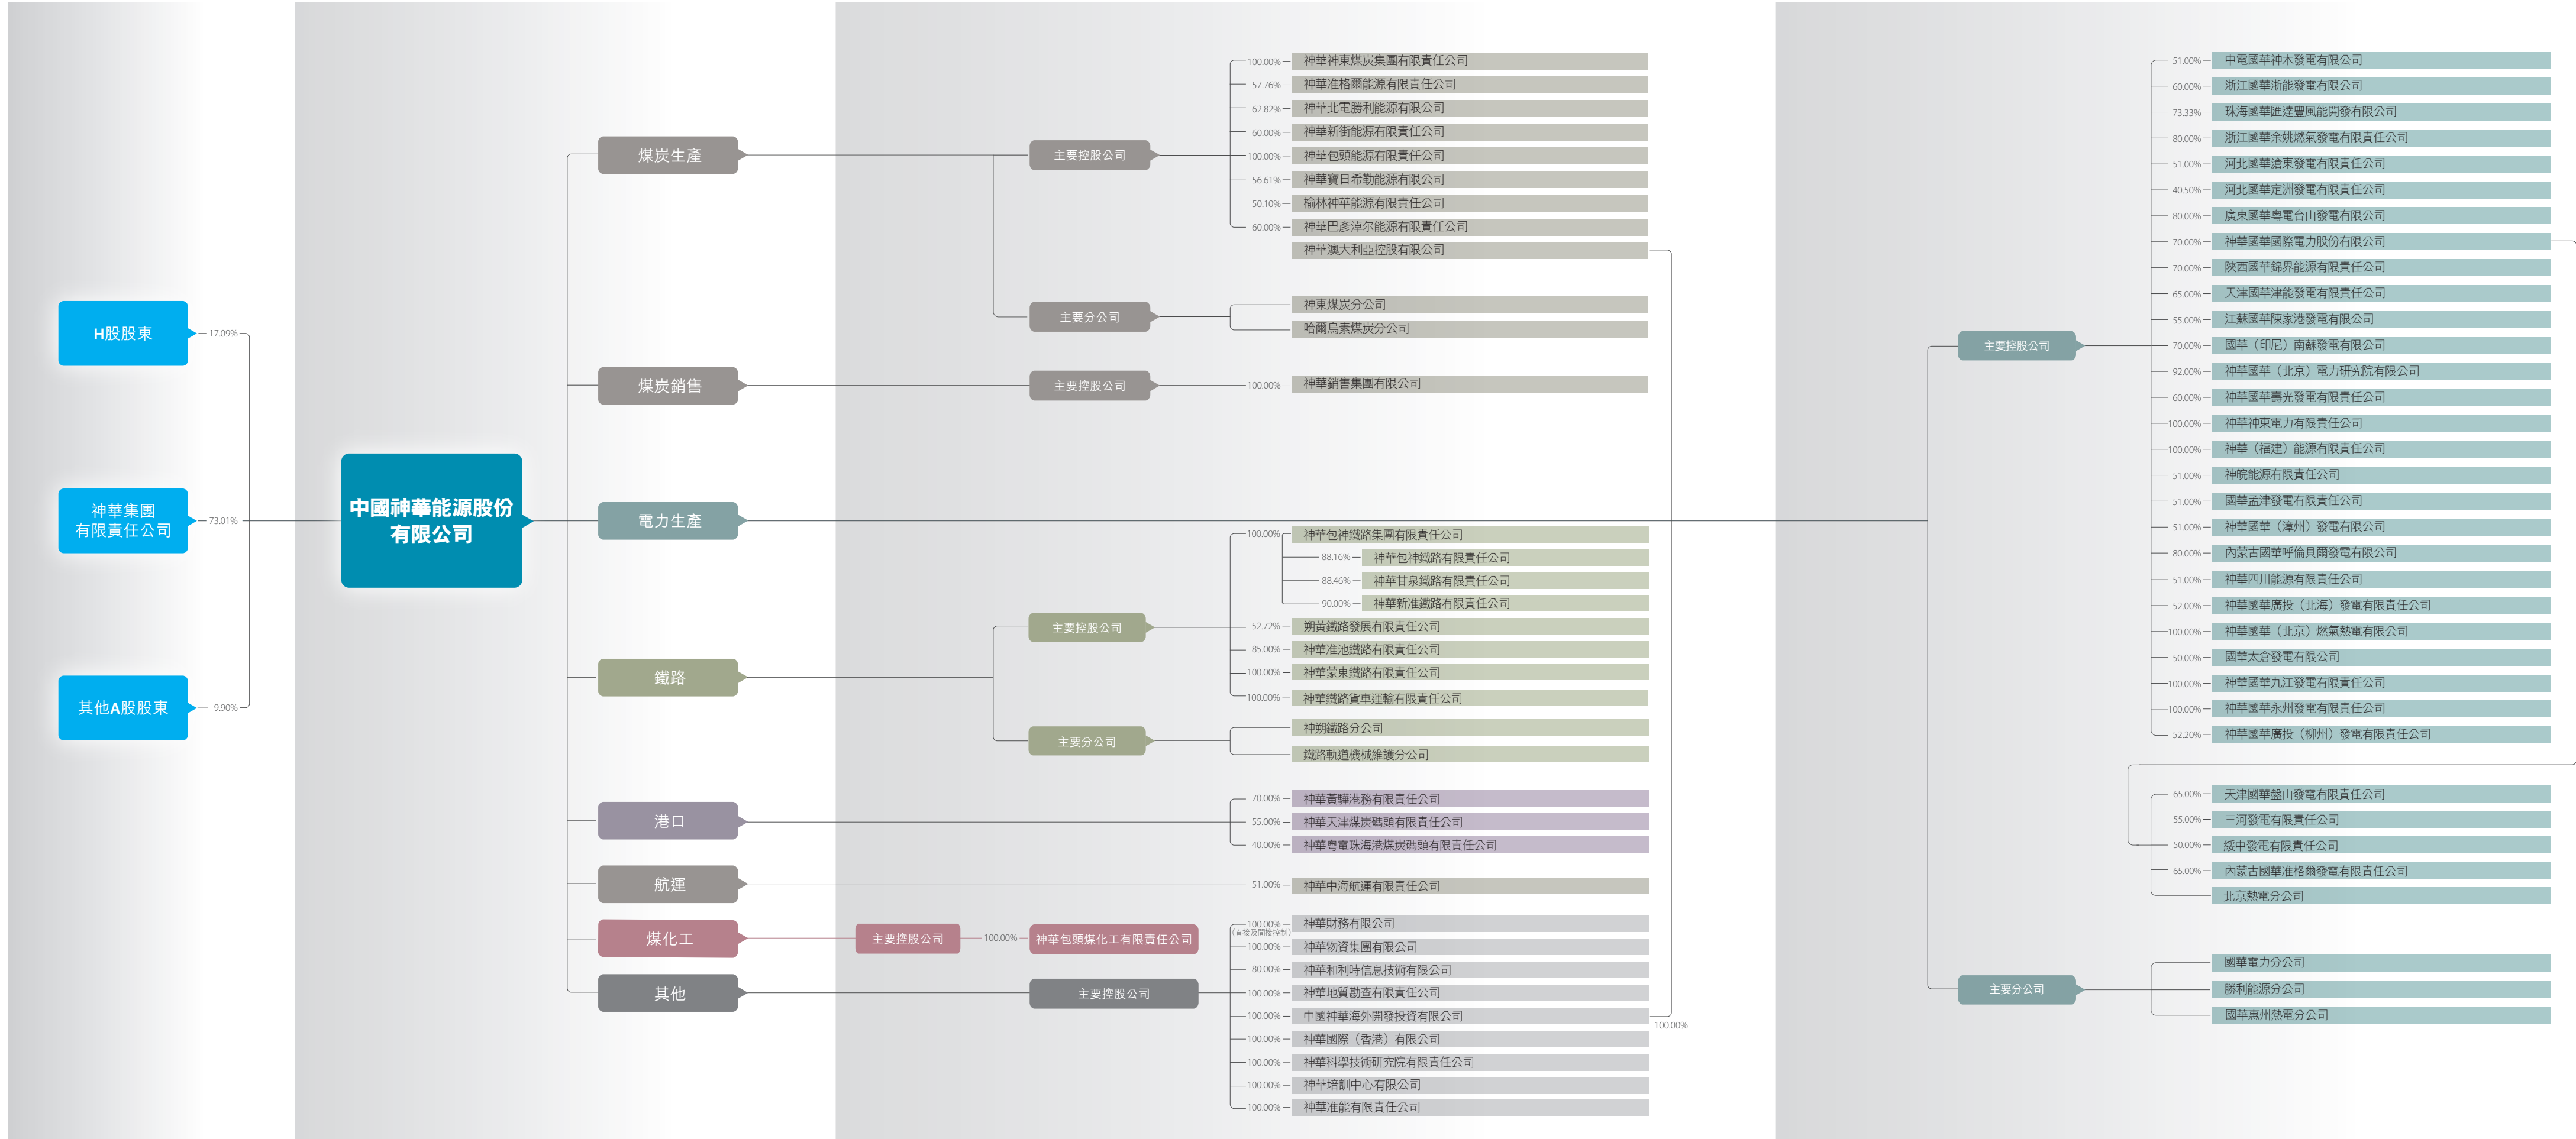 H股股東
17.09%
神華集團
有限責任公司
73.01%
其他A股股東
9.90%
中國神華能源股份
有限公司
煤炭生產
主要控股公司
100.00%
神華神東煤炭集團有限責任公司
57.76%
神華准格爾能源有限責任公司
62.82%
神華北電勝利能源有限公司
60.00%
神華新街能源有限責任公司
100.00%
神華包頭能源有限責任公司
56.61%
神華寶日希勒能源有限公司
50.10%
榆林神華能源有限責任公司
60.00%
神華巴彥淖尔能源有限責任公司
神華澳大利亞控股有限公司
主要分公司
神東煤炭分公司
哈爾烏素煤炭分公司
煤炭銷售
主要控股公司
100.00%
神華銷售集團有限公司
電力生產
鐵路
主要控股公司
100.00%
神華包神鐵路集團有限責任公司
88.16%
神華包神鐵路有限責任公司
88.46%
神華甘泉鐵路有限責任公司
90.00%
神華新准鐵路有限責任公司
52.72%
朔黃鐵路發展有限責任公司
85.00%
神華准池鐵路有限責任公司
100.00%
神華蒙東鐵路有限責任公司
100.00%
神華鐵路貨車運輸有限責任公司
主要分公司
神朔鐵路分公司
鐵路軌道機械維護分公司
港口
70.00%
神華黃驊港務有限責任公司
55.00%
神華天津煤炭碼頭有限責任公司
40.00%
神華粵電珠海港煤炭碼頭有限責任公司
航運
51.00%
神華中海航運有限責任公司
煤化工
主要控股公司
100.00%
神華包頭煤化工有限責任公司
其他
主要控股公司
100.00%
（直接及間接控制）
神華財務有限公司
100.00%
神華物資集團有限公司
80.00%
神華和利時信息技術有限公司
100.00%
神華地質勘查有限責任公司
100.00%
中國神華海外開發投資有限公司
100.00%
100.00%
神華國際（香港）有限公司
100.00%
神華科學技術研究院有限責任公司
100.00%
神華培訓中心有限公司
100.00%
神華准能有限責任公司
主要控股公司
51.00%
中電國華神木發電有限公司
60.00%
浙江國華浙能發電有限公司
73.33%
珠海國華匯達豐風能開發有限公司
80.00%
浙江國華余姚燃氣發電有限責任公司
51.00%
河北國華滄東發電有限責任公司
40.50%
河北國華定洲發電有限責任公司
80.00%
廣東國華粵電台山發電有限公司
70.00%
神華國華國際電力股份有限公司
70.00%
陝西國華錦界能源有限責任公司
65.00%
天津國華津能發電有限責任公司
55.00%
江蘇國華陳家港發電有限公司
70.00%
國華（印尼）南蘇發電有限公司
92.00%
神華國華（北京）電力研究院有限公司
60.00%
神華國華壽光發電有限責任公司
100.00%
神華神東電力有限責任公司
100.00%
神華（福建）能源有限責任公司
51.00%
神皖能源有限責任公司
51.00%
國華孟津發電有限責任公司
51.00%
神華國華（漳州）發電有限公司
80.00%
內蒙古國華呼倫貝爾發電有限公司
51.00%
神華四川能源有限責任公司
52.00%
神華國華廣投（北海）發電有限責任公司
100.00%
神華國華（北京）燃氣熱電有限公司
50.00%
國華太倉發電有限公司
100.00%
神華國華九江發電有限責任公司
100.00%
神華國華永州發電有限責任公司
52.20%
神華國華廣投（柳州）發電有限責任公司
65.00%
天津國華盤山發電有限責任公司
55.00%
三河發電有限責任公司
50.00%
綏中發電有限責任公司
65.00%
內蒙古國華准格爾發電有限責任公司
北京熱電分公司
主要分公司
國華電力分公司
勝利能源分公司
國華惠州熱電分公司